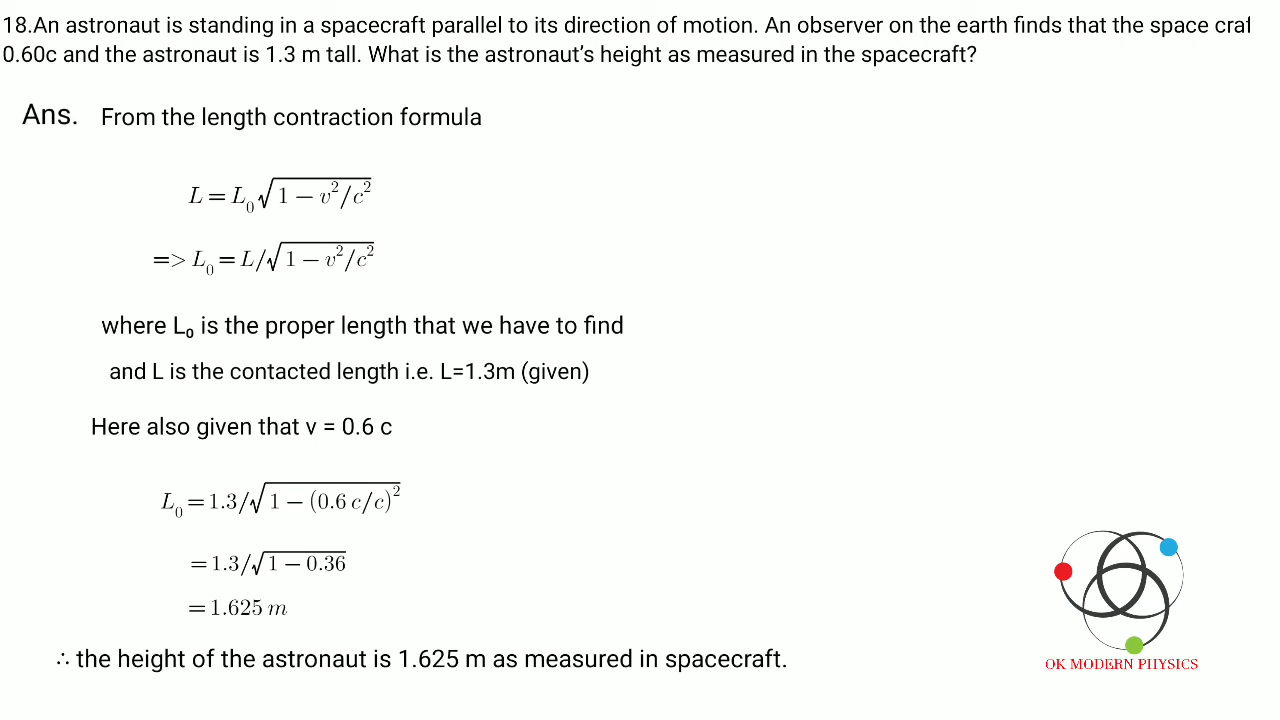 18.An astronaut is standing in a spacecraft parallel to its direction of motion. An observer on the earth finds that the space craf
0.60c and the astronaut is 1.3 m tall. What is the astronaut's height as measured in the spacecraft?
Ans. From the length contraction formula
L = L₀√(1 − v²/c²)
=> L₀ = L/√(1 − v²/c²)
where L₀ is the proper length that we have to find
and L is the contacted length i.e. L=1.3m (given)
Here also given that v = 0.6 c
L₀ = 1.3/√(1 − (0.6 c/c)²)
= 1.3/√(1 − 0.36)
= 1.625 m
∴ the height of the astronaut is 1.625 m as measured in spacecraft.
OK MODERN PHYSICS